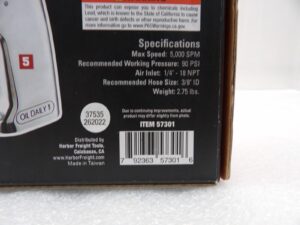 This product can expose you to chemicals including
Lead, which is known to the State of California to cause
cancer and birth defects or other reproductive harm. For
more information go to www.P65Warnings.ca.gov
Specifications
Max Speed: 5,000 SPM
Recommended Working Pressure: 90 PSI
Air Inlet: 1/4" - 18 NPT
Recommended Hose Size: 3/8" ID
Weight: 2.75 lbs.
5
OIL DAILY!
37535
262022
Due to continuing improvements, actual
product may differ slightly from photo.
ITEM 57301
Distributed by
Harbor Freight Tools,
Calabasas, CA
www.HarborFreight.com
Made in Taiwan
7 92363 57301 6